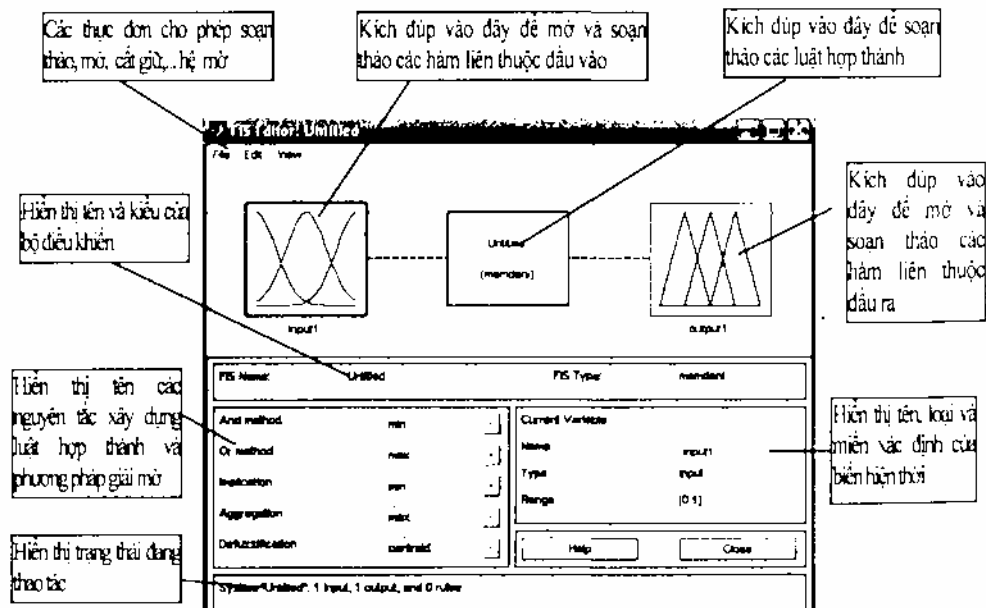 Các thực đơn cho phép soạn
thảo, mở, cất giữ,... hệ mờ
Kích đúp vào đây để mở và soạn
thảo các hàm liên thuộc đầu vào
Kích đúp vào đây để soạn
thảo các luật hợp thành
FIS Editor: Untitled
File Edit View
Hiển thị tên và kiểu của
bộ điều khiển
Untitled
(mamdani)
input1
output1
Kích đúp vào
đây để mở và
soạn thảo các
hàm liên thuộc
đầu ra
FIS Name: Untitled FIS Type: mamdani
Hiển thị tên các
nguyên tắc xây dựng
luật hợp thành và
phương pháp giải mờ
And method min
Or method max
Implication min
Aggregation max
Defuzzification centroid
Current Variable
Name input1
Type input
Range [0 1]
Help Close
Hiển thị tên, loại và
miền xác định của
biến hiện thời
Hiển thị trạng thái đang
thao tác
System "Untitled": 1 input, 1 output, and 0 rules